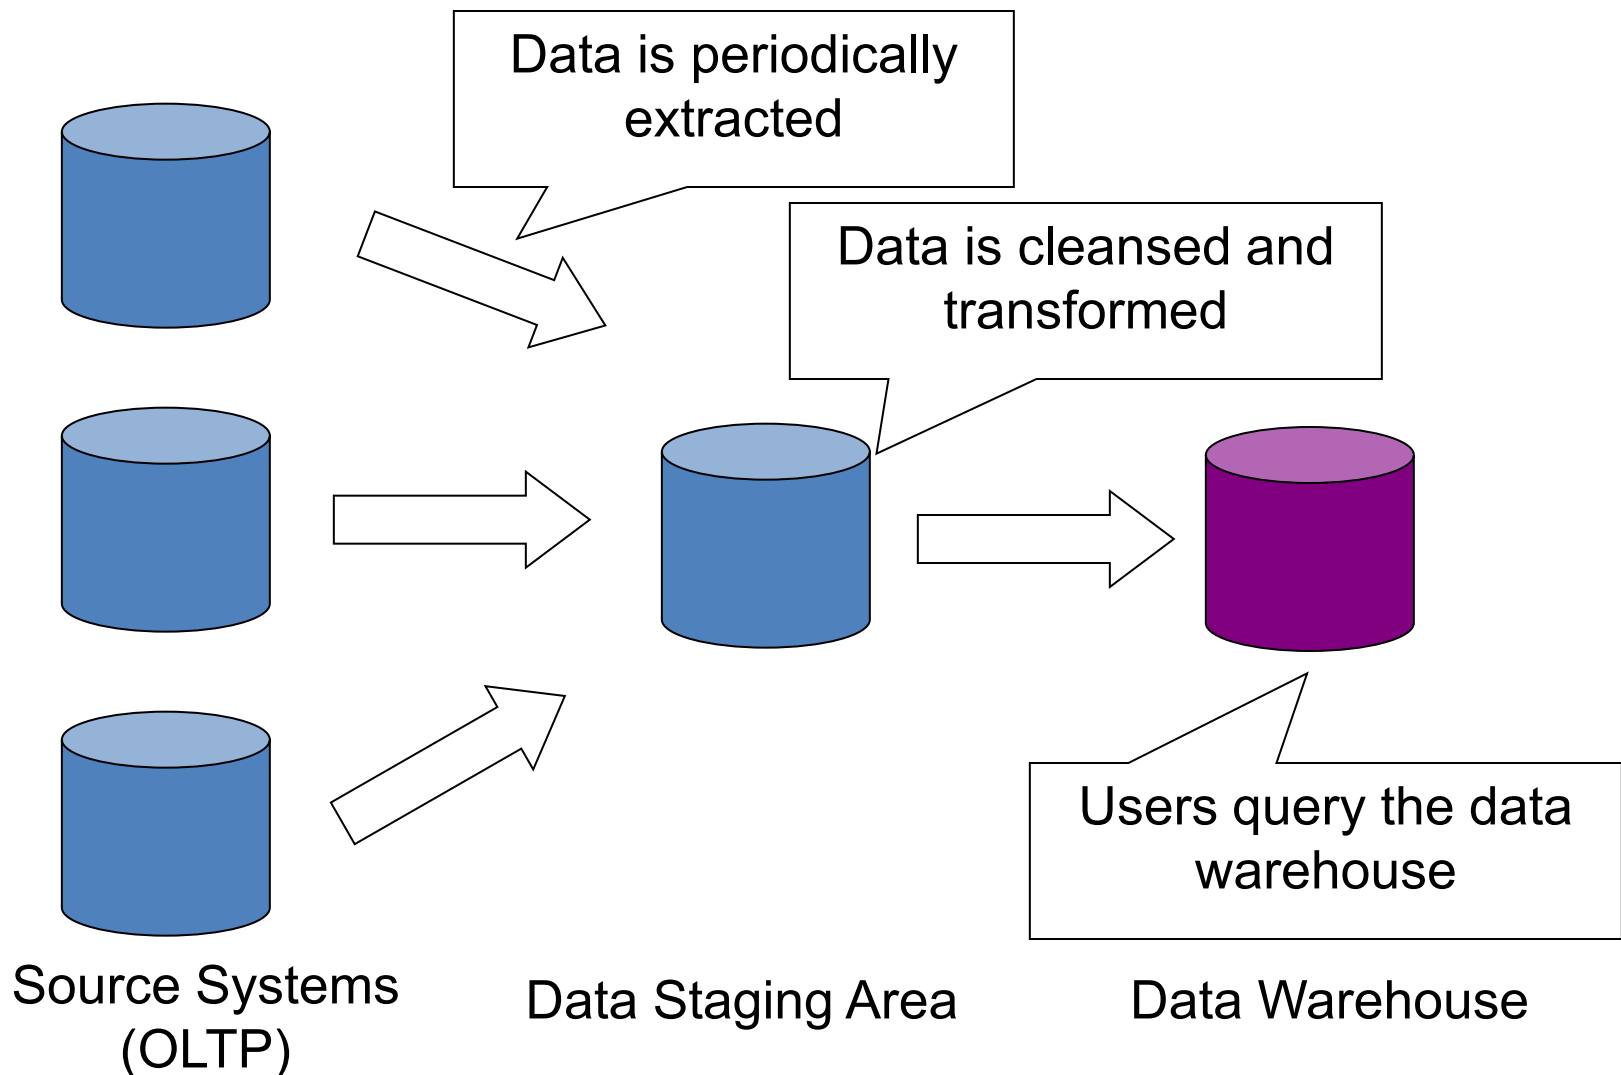 Data is periodically
extracted
Data is cleansed and
transformed
Users query the data
warehouse
Source Systems
(OLTP)
Data Staging Area
Data Warehouse